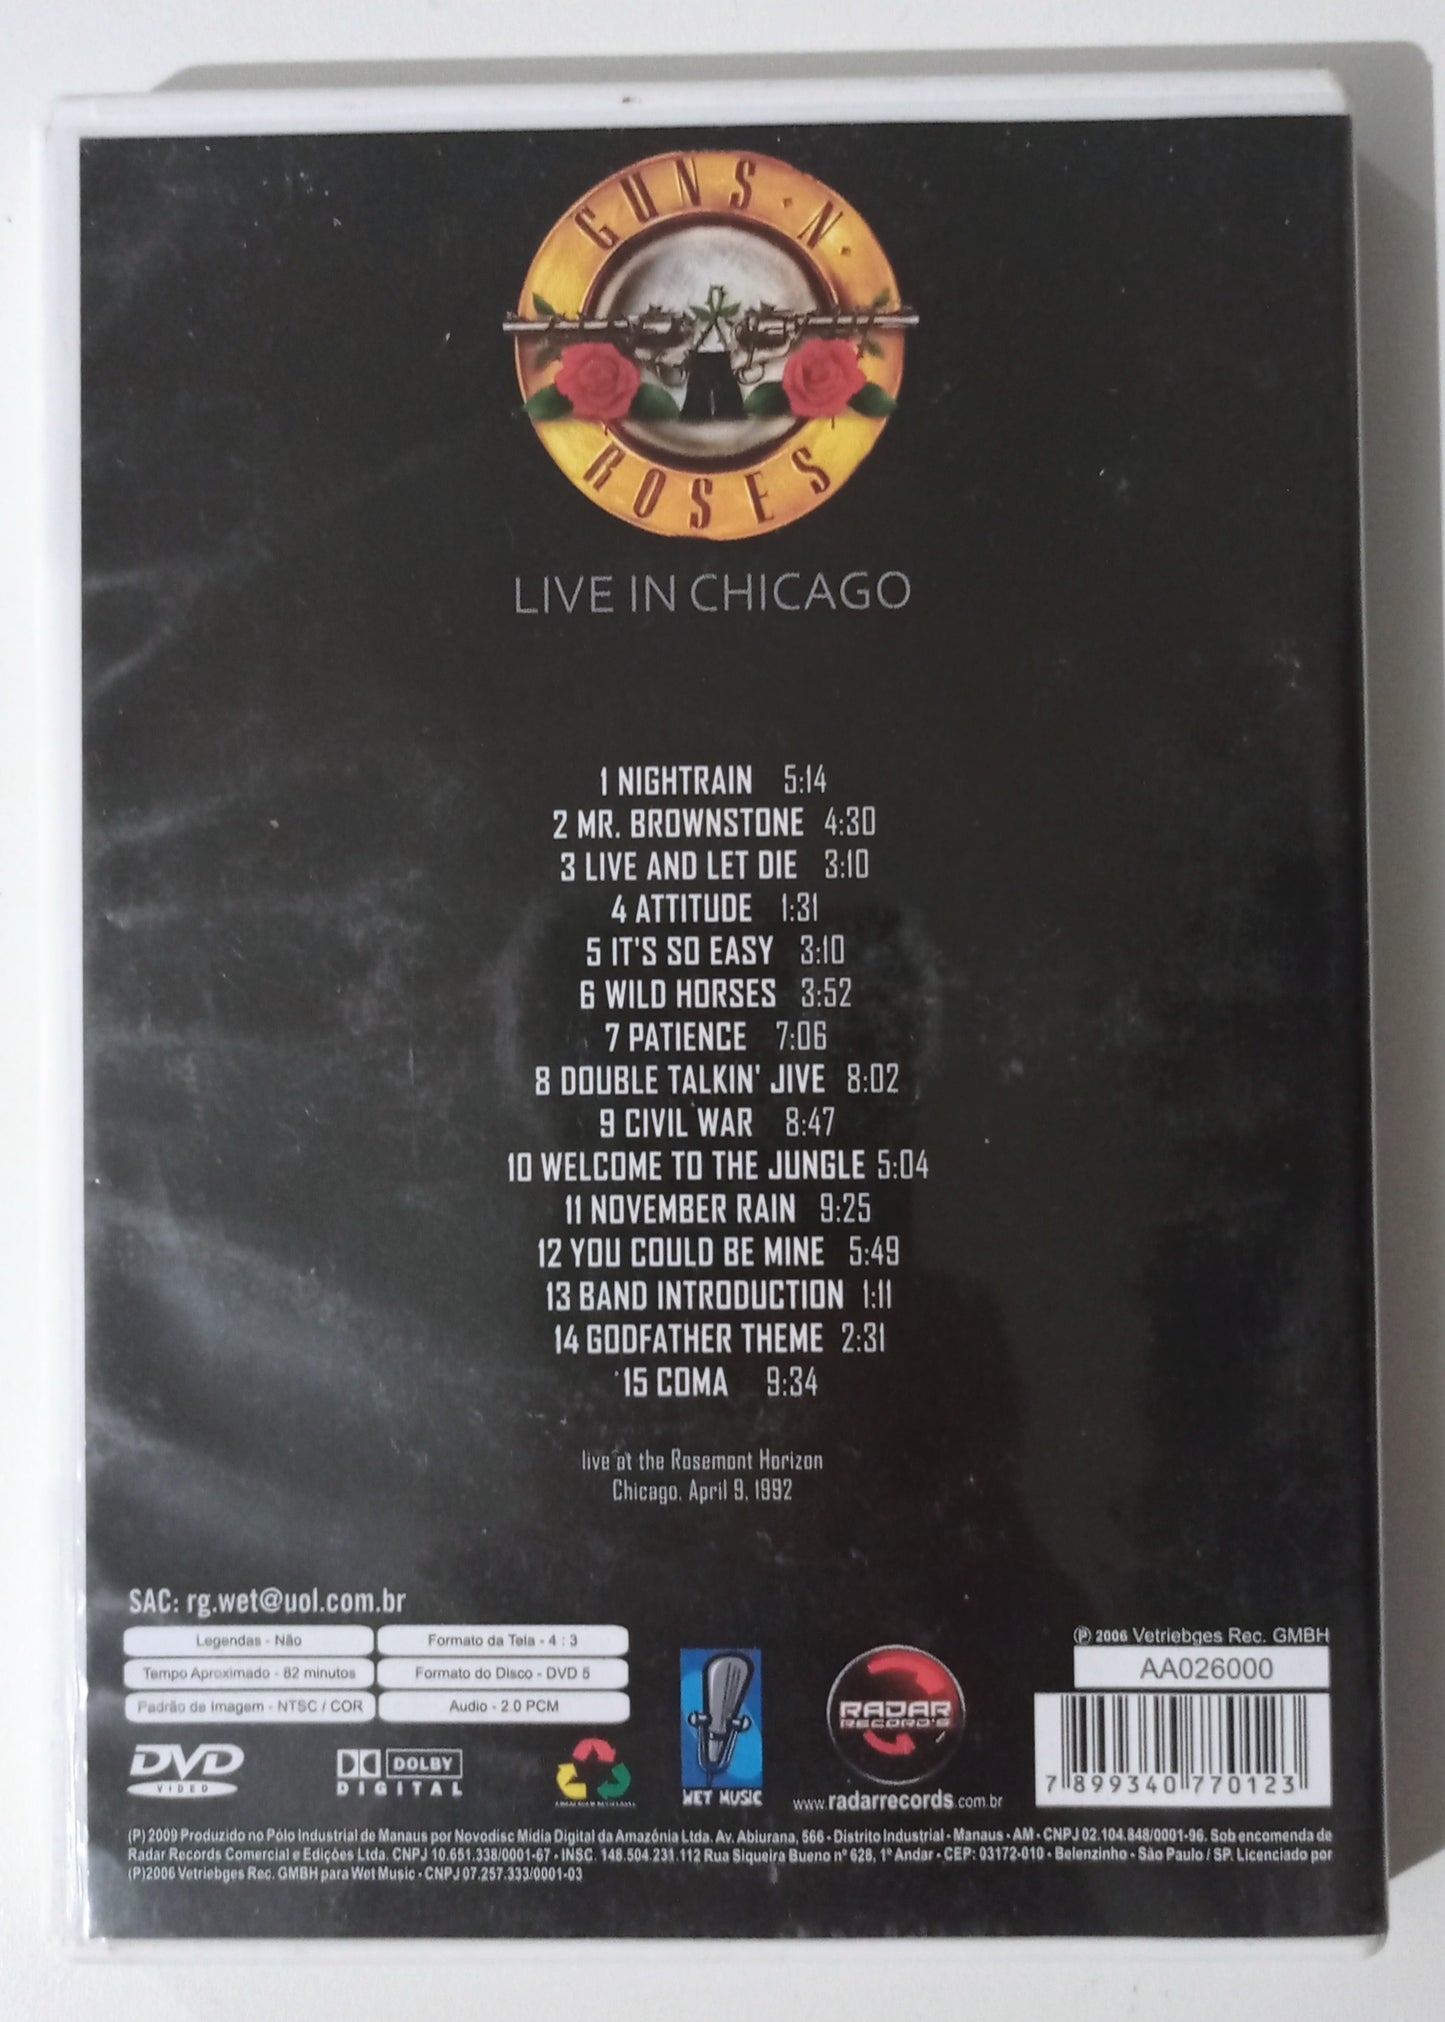 GUNS·N·
ROSES
LIVE IN CHICAGO
1 NIGHTRAIN 5:14
2 MR. BROWNSTONE 4:30
3 LIVE AND LET DIE 3:10
4 ATTITUDE 1:31
5 IT'S SO EASY 3:10
6 WILD HORSES 3:52
7 PATIENCE 7:06
8 DOUBLE TALKIN' JIVE 8:02
9 CIVIL WAR 8:47
10 WELCOME TO THE JUNGLE 5:04
11 NOVEMBER RAIN 9:25
12 YOU COULD BE MINE 5:49
13 BAND INTRODUCTION 1:11
14 GODFATHER THEME 2:31
15 COMA 9:34
live at the Rosemont Horizon
Chicago, April 9, 1992
SAC: rg.wet@uol.com.br
Legendas - Não
Formato da Tela - 4 : 3
Tempo Aproximado - 82 minutos
Formato do Disco - DVD 5
Padrão de Imagem - NTSC / COR
Audio - 2.0 PCM
DVD
VIDEO
DOLBY
DIGITAL
WET MUSIC
RADAR
RECORD'S
www.radarrecords.com.br
℗ 2006 Vetriebges Rec. GMBH
AA026000
7 899340 770123
(P) 2009 Produzido no Pólo Industrial de Manaus por Novodisc Mídia Digital da Amazónia Ltda. Av. Abiurana, 566 - Distrito Industrial - Manaus - AM - CNPJ 02.104.848/0001-96. Sob encomenda de
Radar Records Comercial e Edições Ltda. CNPJ 10.651.338/0001-67 - INSC. 148.504.231.112 Rua Siqueira Bueno nº 628, 1º Andar - CEP: 03172-010 - Belenzinho - São Paulo / SP. Licenciado por
(P)2006 Vetriebges Rec. GMBH para Wet Music - CNPJ 07.257.333/0001-03